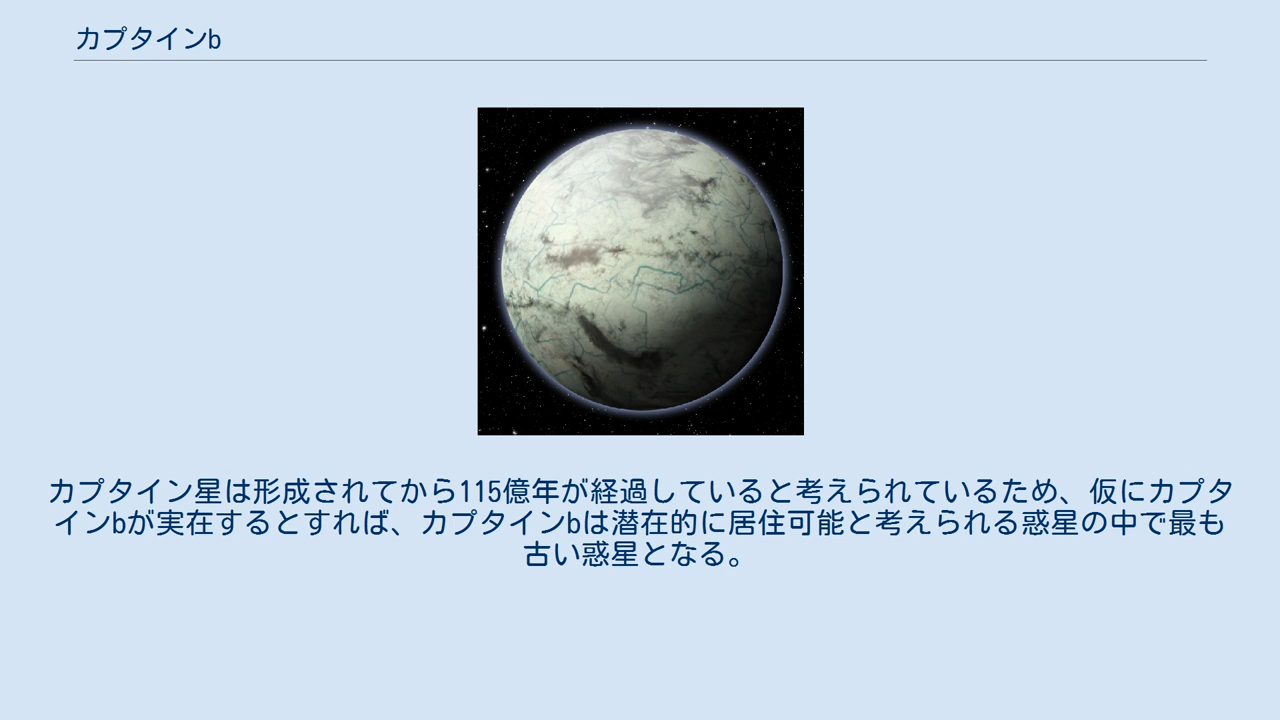 カプタインb
カプタイン星は形成されてから115億年が経過していると考えられているため、仮にカプタ
インbが実在するとすれば、カプタインbは潜在的に居住可能と考えられる惑星の中で最も
古い惑星となる。